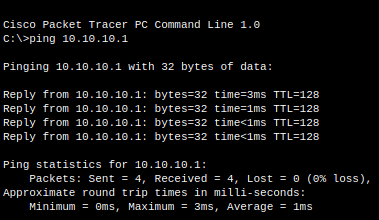 Cisco Packet Tracer PC Command Line 1.0
C:\>ping 10.10.10.1
Pinging 10.10.10.1 with 32 bytes of data:
Reply from 10.10.10.1: bytes=32 time=3ms TTL=128
Reply from 10.10.10.1: bytes=32 time=1ms TTL=128
Reply from 10.10.10.1: bytes=32 time<1ms TTL=128
Reply from 10.10.10.1: bytes=32 time<1ms TTL=128
Ping statistics for 10.10.10.1:
Packets: Sent = 4, Received = 4, Lost = 0 (0% loss),
Approximate round trip times in milli-seconds:
Minimum = 0ms, Maximum = 3ms, Average = 1ms